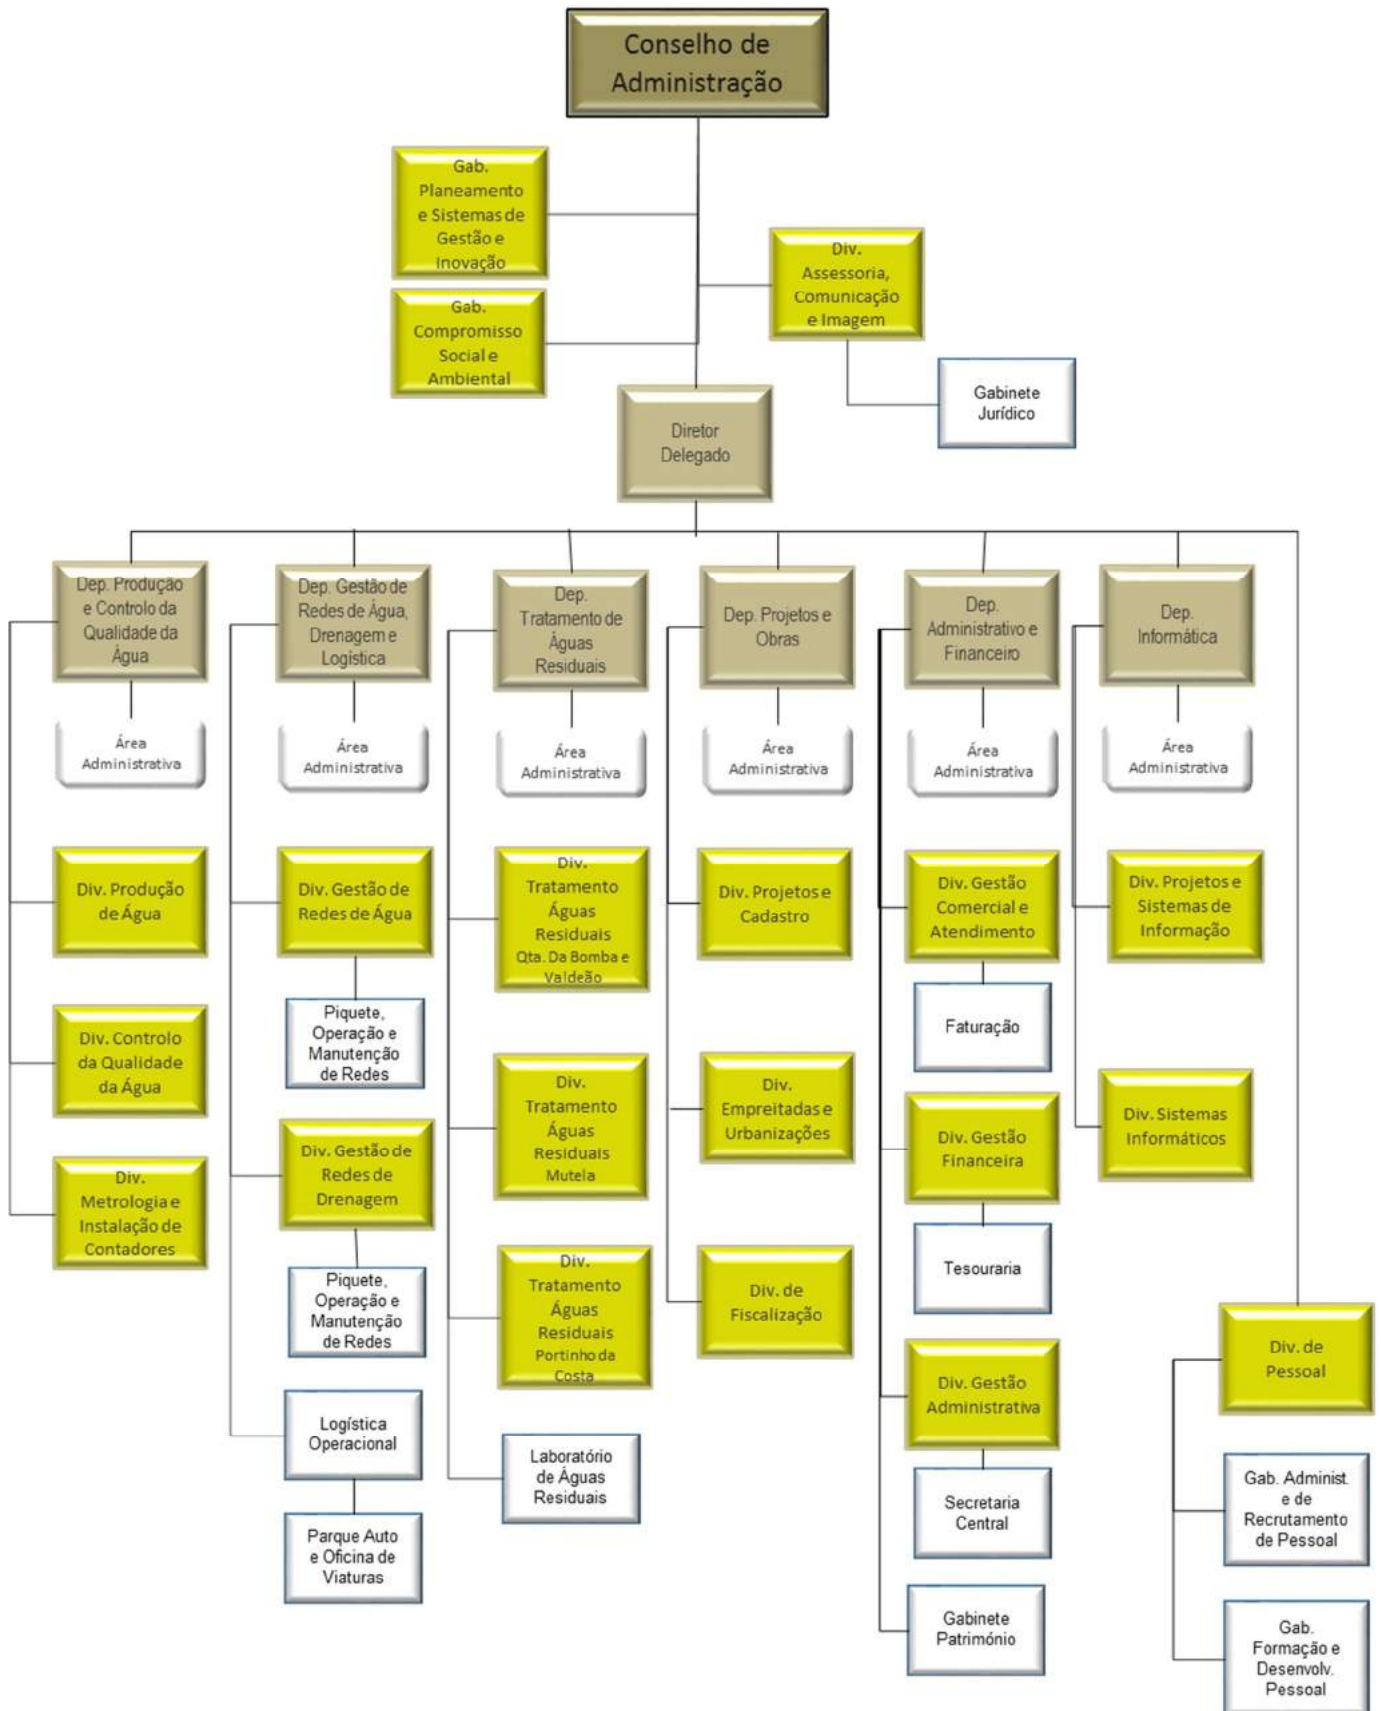 Conselho de
Administração
Gab.
Planeamento
e Sistemas de
Gestão e
Inovação
Div.
Assessoria,
Comunicação
e Imagem
Gab.
Compromisso
Social e
Ambiental
Gabinete
Jurídico
Diretor
Delegado
Dep. Produção
e Controlo da
Qualidade da
Água
Dep. Gestão de
Redes de Água,
Drenagem e
Logística
Dep.
Tratamento de
Águas
Residuais
Dep. Projetos e
Obras
Dep.
Administrativo e
Financeiro
Dep.
Informática
Área
Administrativa
Área
Administrativa
Área
Administrativa
Área
Administrativa
Área
Administrativa
Área
Administrativa
Div. Produção
de Água
Div. Gestão de
Redes de Água
Div.
Tratamento
Águas
Residuais
Qta. Da Bomba e
Valdeão
Div. Projetos e
Cadastro
Div. Gestão
Comercial e
Atendimento
Div. Projetos e
Sistemas de
Informação
Piquete,
Operação e
Manutenção
de Redes
Faturação
Div. Controlo
da Qualidade
da Água
Div. Gestão de
Redes de
Drenagem
Div.
Tratamento
Águas
Residuais
Mutela
Div.
Empreitadas e
Urbanizações
Div. Gestão
Financeira
Div. Sistemas
Informáticos
Div.
Metrologia e
Instalação de
Contadores
Piquete,
Operação e
Manutenção
de Redes
Div.
Tratamento
Águas
Residuais
Portinho da
Costa
Div. de
Fiscalização
Tesouraria
Div. de
Pessoal
Logística
Operacional
Div. Gestão
Administrativa
Laboratório
de Águas
Residuais
Secretaria
Central
Gab. Administ.
e de
Recrutamento
de Pessoal
Parque Auto
e Oficina de
Viaturas
Gabinete
Património
Gab.
Formação e
Desenvolv.
Pessoal